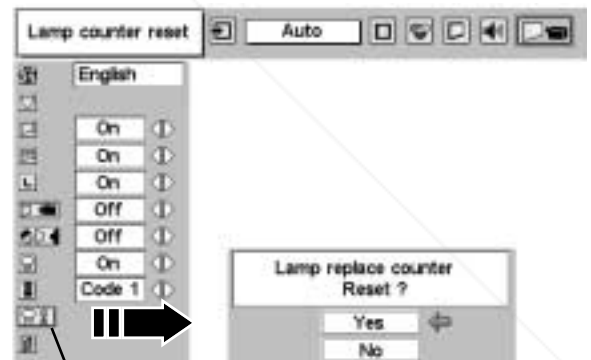 Lamp counter reset
Auto
English
On
On
On
Off
Off
On
Code 1
Lamp replace counter
Reset ?
Yes
No